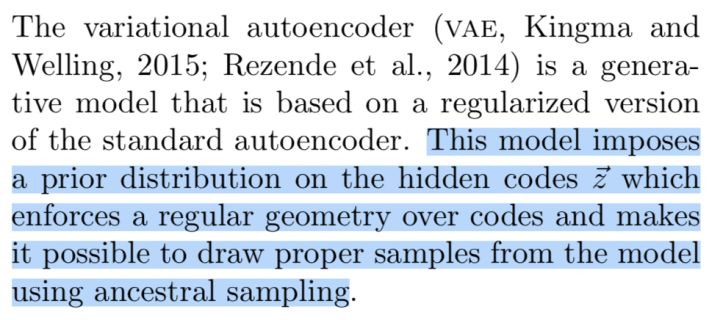 The variational autoencoder (VAE, Kingma and
Welling, 2015; Rezende et al., 2014) is a genera-
tive model that is based on a regularized version
of the standard autoencoder. This model imposes
a prior distribution on the hidden codes z⃗ which
enforces a regular geometry over codes and makes
it possible to draw proper samples from the model
using ancestral sampling.